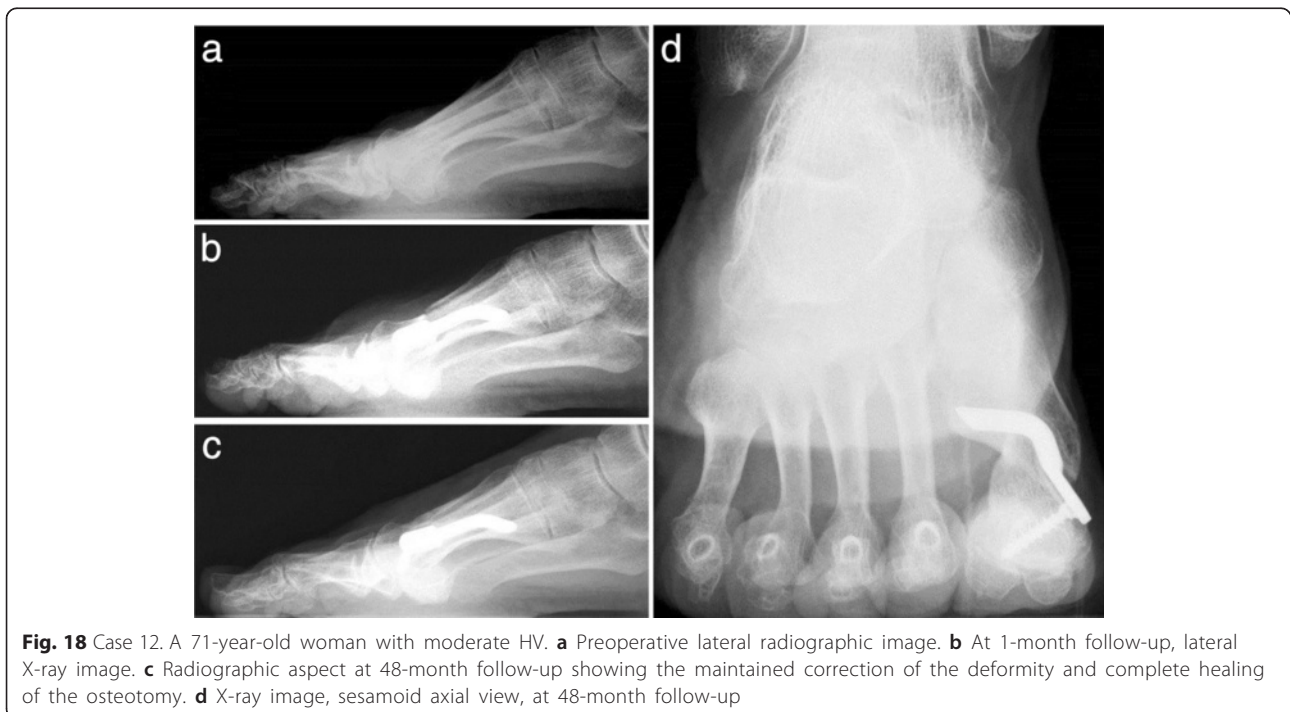 a
b
c
d
Fig. 18 Case 12. A 71-year-old woman with moderate HV. a Preoperative lateral radiographic image. b At 1-month follow-up, lateral
X-ray image. c Radiographic aspect at 48-month follow-up showing the maintained correction of the deformity and complete healing
of the osteotomy. d X-ray image, sesamoid axial view, at 48-month follow-up